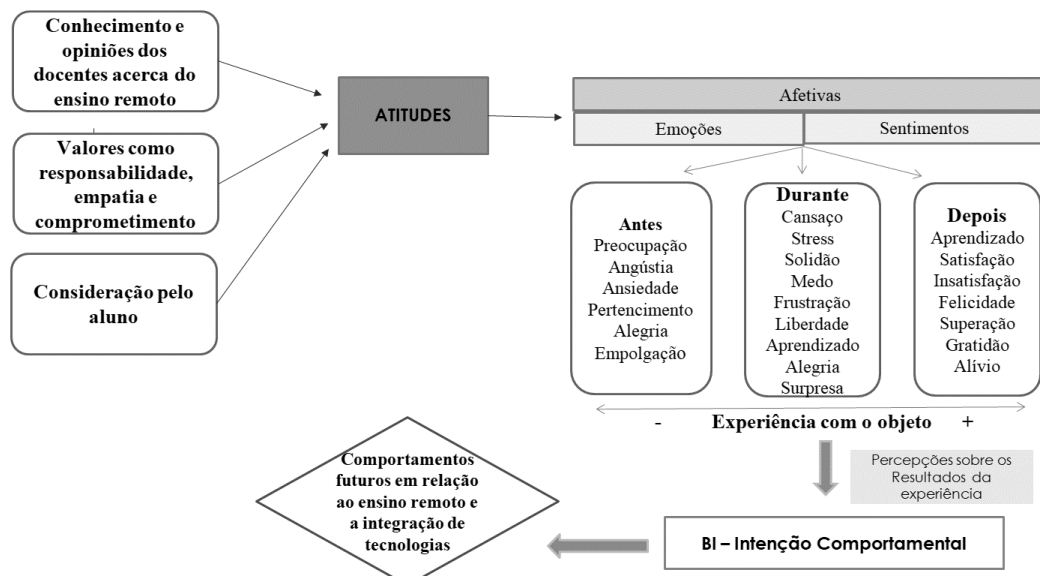 Conhecimento e
opiniões dos
docentes acerca do
ensino remoto
Valores como
responsabilidade,
empatia e
comprometimento
Consideração pelo
aluno
ATITUDES
Afetivas
Emoções
Sentimentos
Antes
Preocupação
Angústia
Ansiedade
Pertencimento
Alegria
Empolgação
Durante
Cansaço
Stress
Solidão
Medo
Frustração
Liberdade
Aprendizado
Alegria
Surpresa
Depois
Aprendizado
Satisfação
Insatisfação
Felicidade
Superação
Gratidão
Alívio
- Experiência com o objeto +
Percepções sobre os
Resultados da
experiência
BI – Intenção Comportamental
Comportamentos
futuros em relação
ao ensino remoto e
a integração de
tecnologias